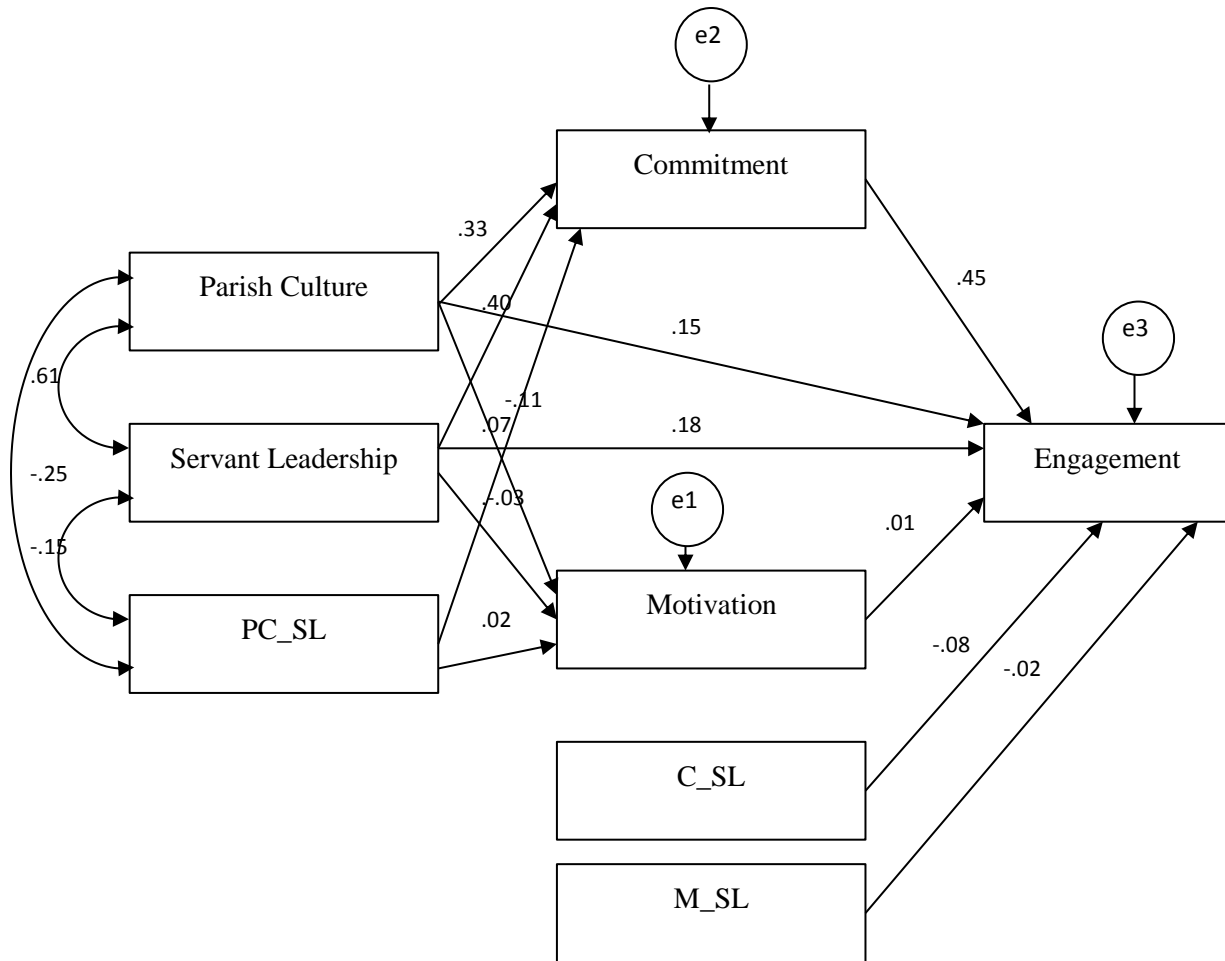 e2
Commitment
.33
Parish Culture
.45
.40
.15
e3
.61
-.11
.07
.18
Servant Leadership
Engagement
-.25
.-.03
e1
.01
-.15
Motivation
PC_SL
.02
-.08
-.02
C_SL
M_SL